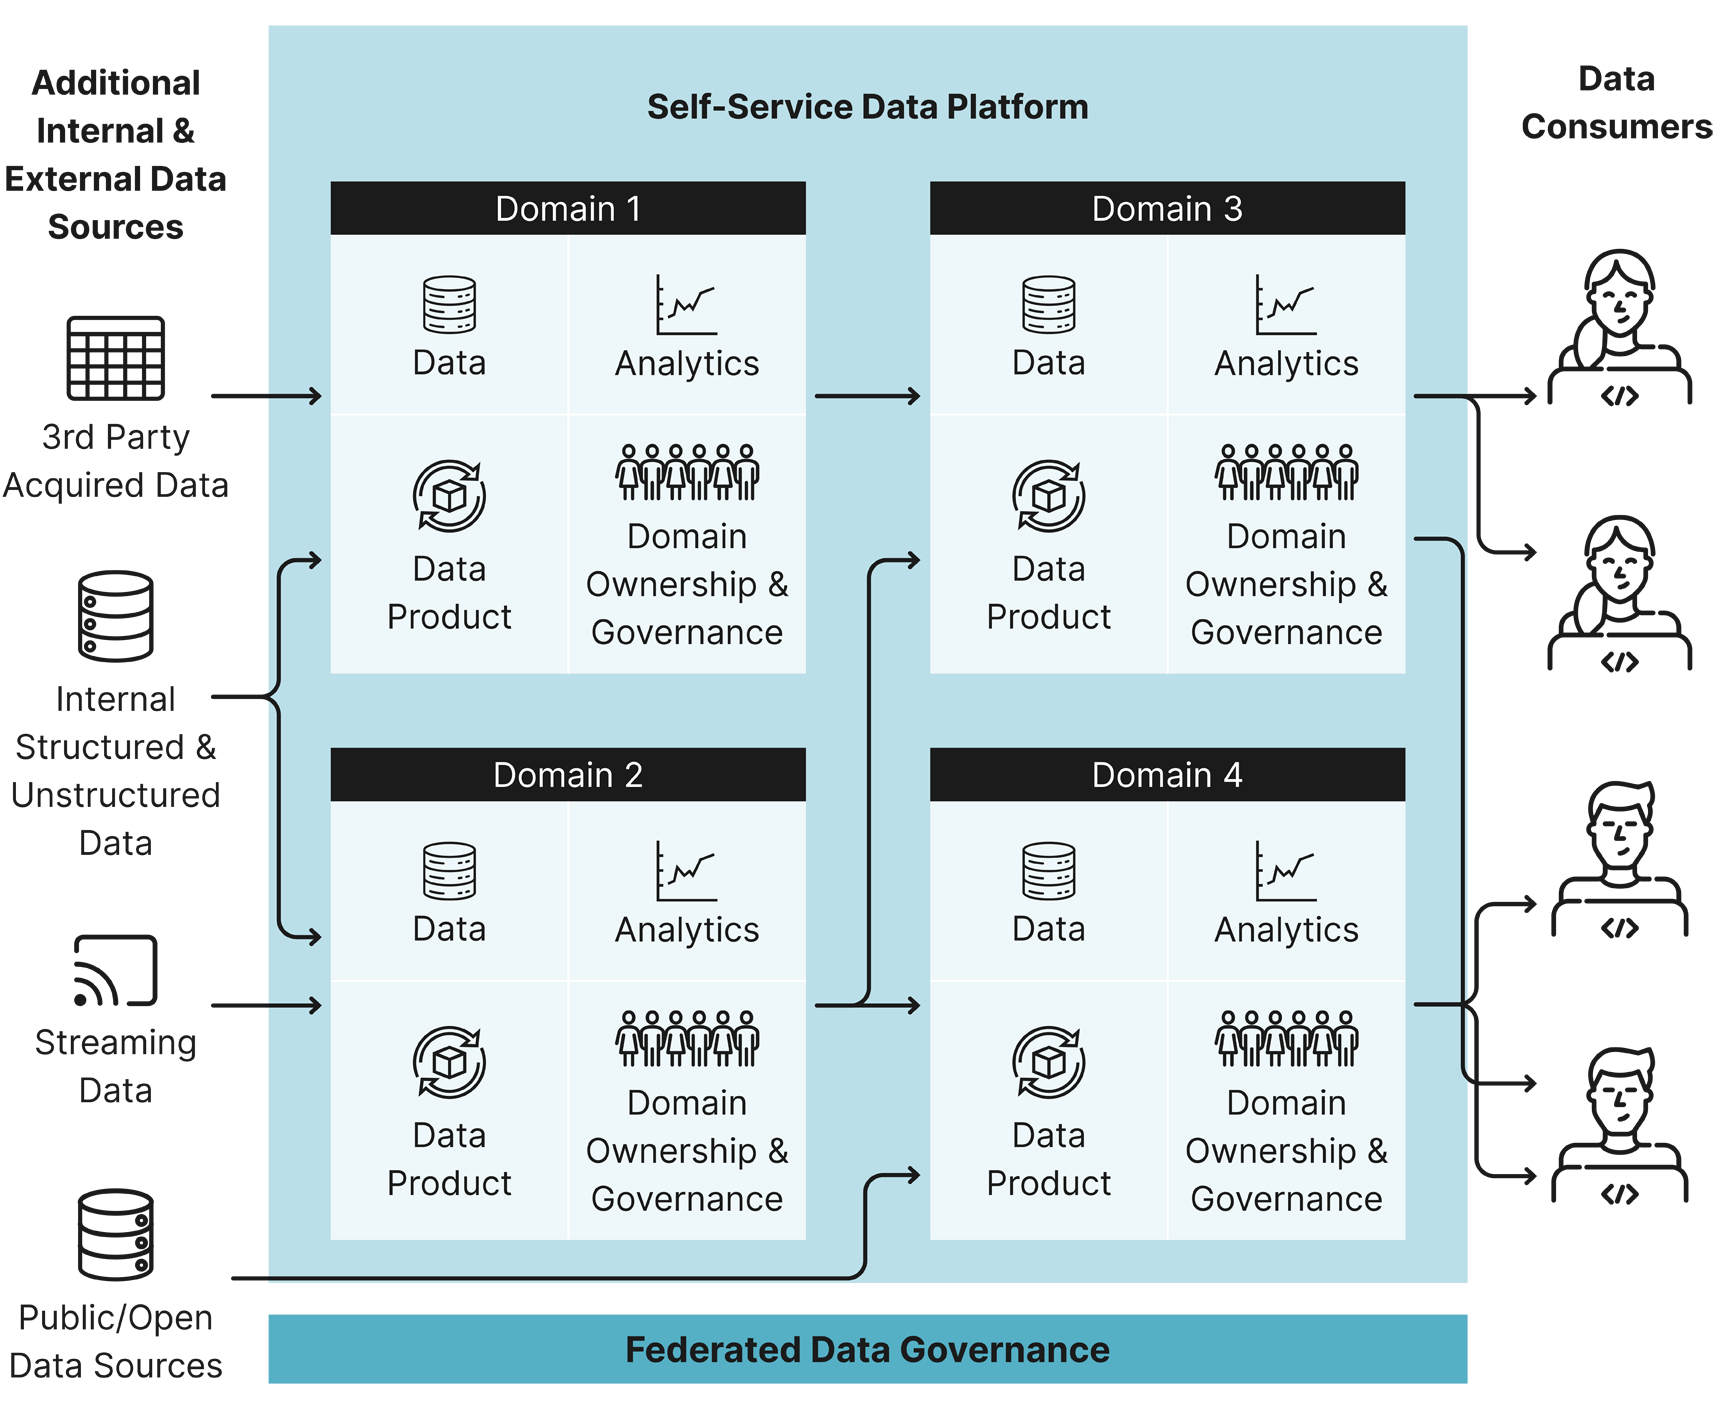 Additional
Internal &
External Data
Sources
3rd Party
Acquired Data
Internal
Structured &
Unstructured
Data
Streaming
Data
Public/Open
Data Sources
Self-Service Data Platform
Domain 1
Data
Analytics
Data
Product
Domain
Ownership &
Governance
Domain 2
Data
Analytics
Data
Product
Domain
Ownership &
Governance
Domain 3
Data
Analytics
Data
Product
Domain
Ownership &
Governance
Domain 4
Data
Analytics
Data
Product
Domain
Ownership &
Governance
Federated Data Governance
Data
Consumers
</>
</>
</>
</>